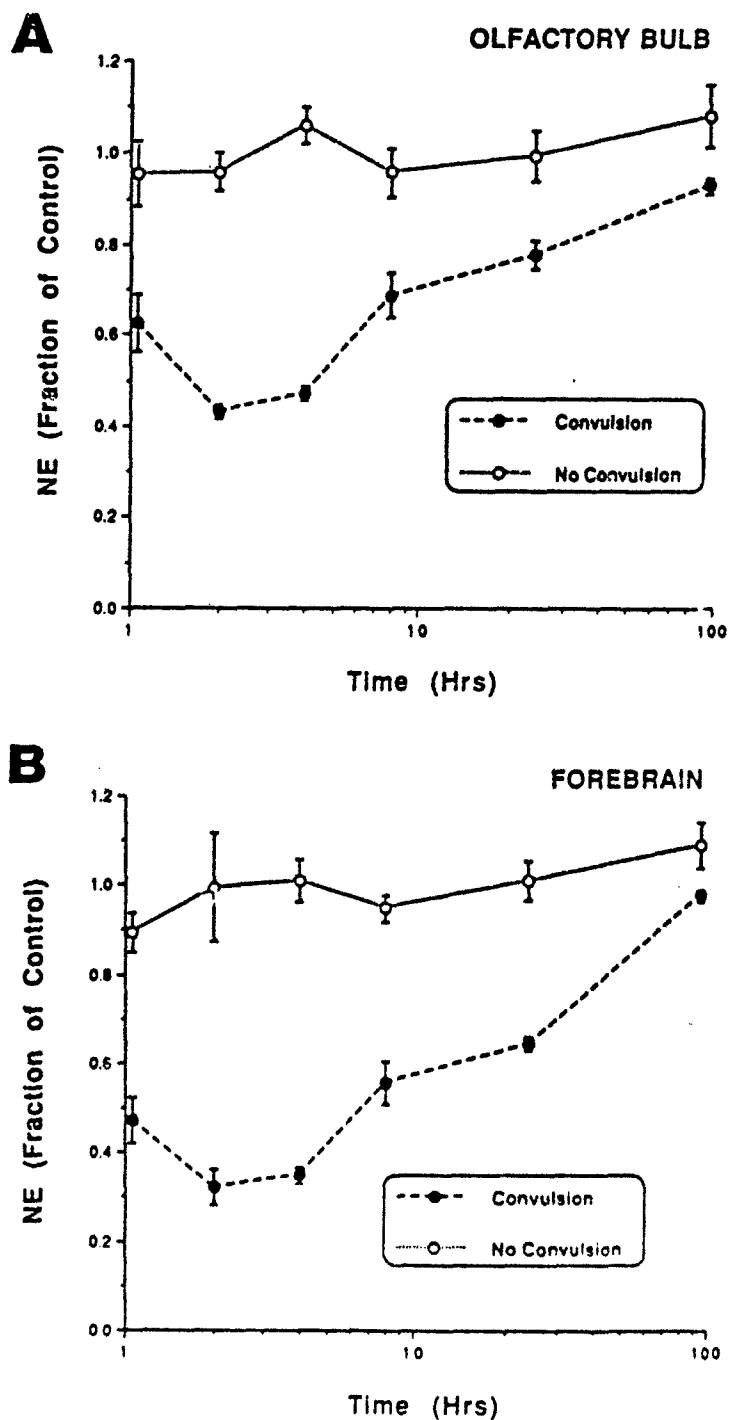 A
OLFACTORY BULB
1.2
1.0
0.8
0.6
0.4
0.2
0.0
NE (Fraction of Control)
Convulsion
No Convulsion
1
10
100
Time (Hrs)
B
FOREBRAIN
1.2
1.0
0.8
0.6
0.4
0.2
0.0
NE (Fraction of Control)
Convulsion
No Convulsion
1
10
100
Time (Hrs)